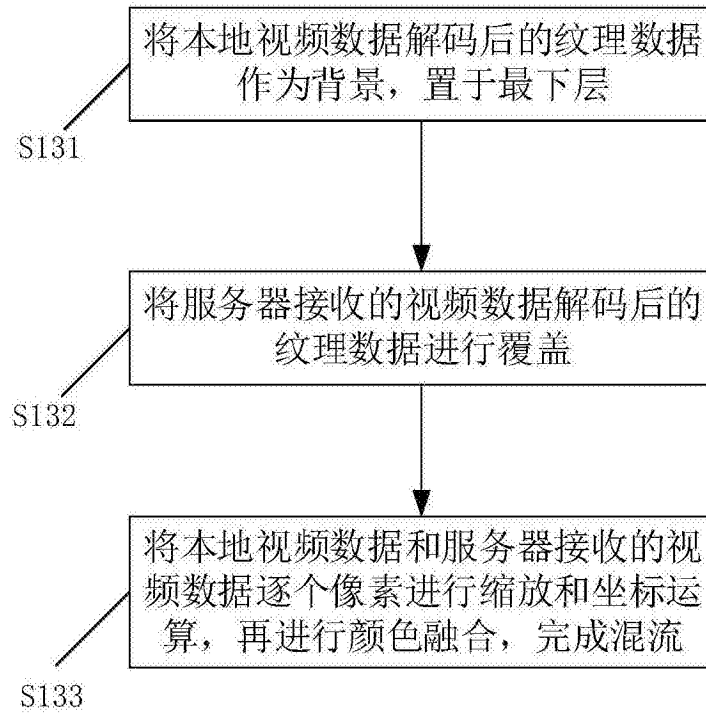 将本地视频数据解码后的纹理数据
作为背景，置于最下层
S131
将服务器接收的视频数据解码后的
纹理数据进行覆盖
S132
将本地视频数据和服务器接收的视
频数据逐个像素进行缩放和坐标运
算，再进行颜色融合，完成混流
S133